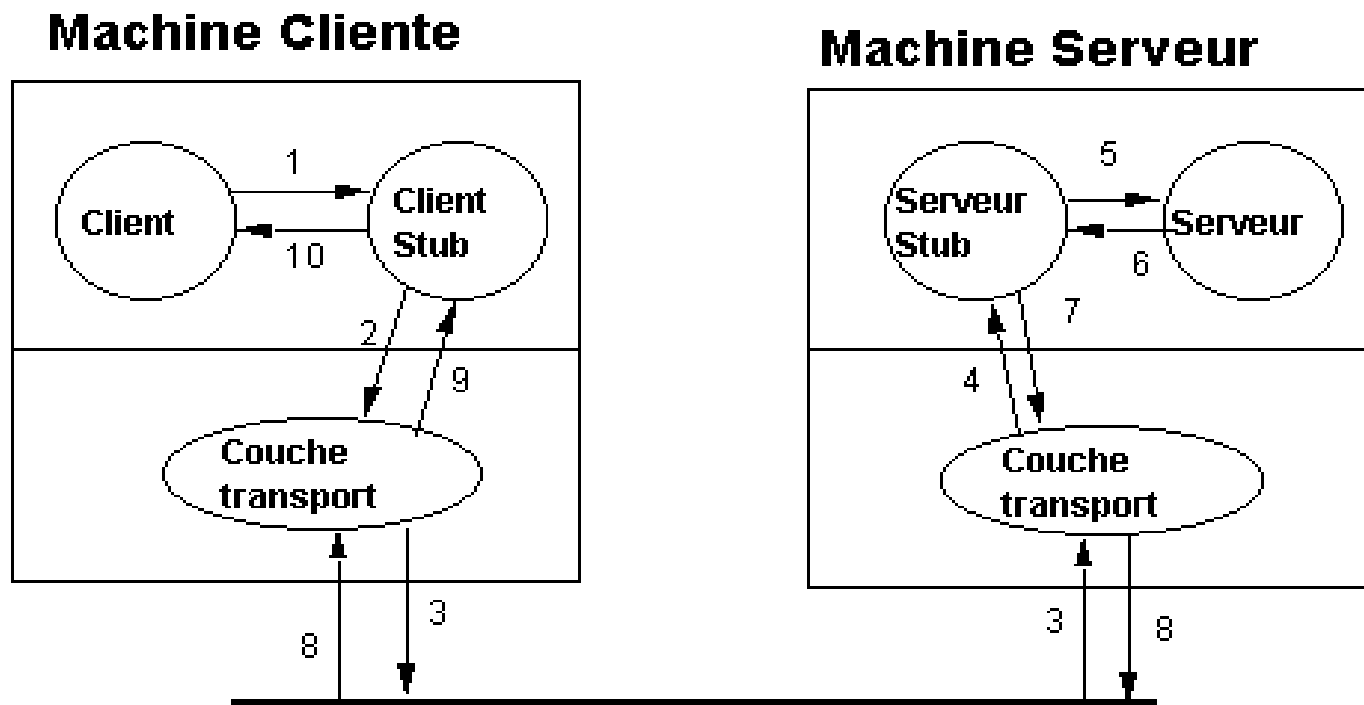 Machine Cliente
Machine Serveur
1
Client
Client
Stub
10
2
9
Couche
transport
8
3
5
Serveur
Stub
Serveur
6
7
4
Couche
transport
3
8